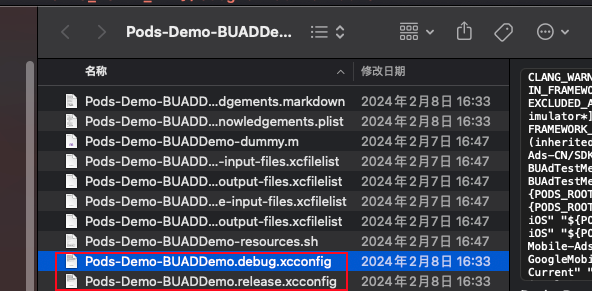 Pods-Demo-BUADDe...
名称
修改日期
Pods-Demo-BUADD...dgements.markdown
2024年2月8日 16:33
Pods-Demo-BUADD...nowledgements.plist
2024年2月8日 16:33
Pods-Demo-BUADDemo-dummy.m
2024年2月7日 16:47
Pods-Demo-BUADD...-input-files.xcfilelist
2024年2月7日 16:47
Pods-Demo-BUADD...output-files.xcfilelist
2024年2月7日 16:47
Pods-Demo-BUADD...e-input-files.xcfilelist
2024年2月7日 16:47
Pods-Demo-BUADD...output-files.xcfilelist
2024年2月7日 16:47
Pods-Demo-BUADDemo-resources.sh
2024年2月7日 16:47
Pods-Demo-BUADDemo.debug.xcconfig
2024年2月8日 16:33
Pods-Demo-BUADDemo.release.xcconfig
2024年2月8日 16:33
CLANG_WARN
IN_FRAMEWO
EXCLUDED_A
imulator*]
FRAMEWORK_
(inherited
Ads-CN/SDK
BUAdTestMe
BUAdTestMe
{PODS_ROOT
{PODS_ROOT
iOS" "${PO
iOS" "${PO
Mobile-Ads
GoogleMobi
Current" "